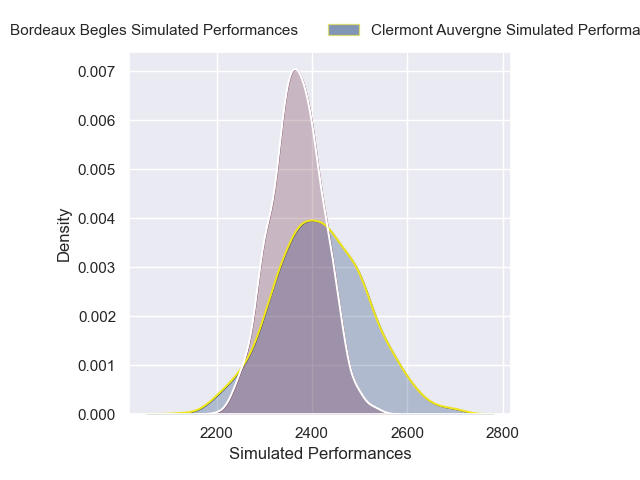 Bordeaux Begles Simulated Performances Clermont Auvergne Simulated Performa
0.007
0.006
0.005
0.004
0.003
0.002
0.001
0.000
Density
2200 2400 2600 2800
Simulated Performances